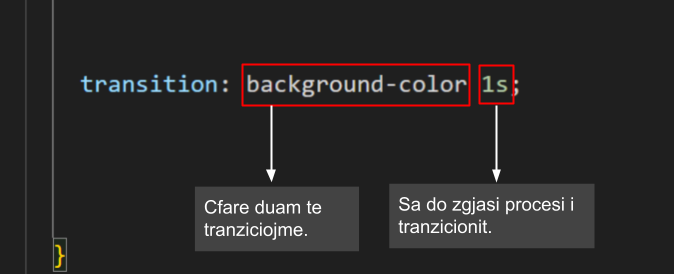 transition: background-color 1s;
Cfare duam te
tranziciojme.
Sa do zgjasi procesi i
tranzicionit.
}